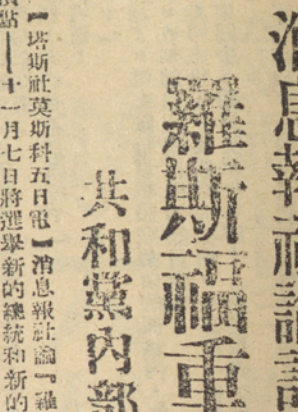 消息報社論
羅斯福重
共和黨內部
【塔斯社莫斯科五日電】消息報社論『羅
點——十一月七日將選舉新的總統和新的